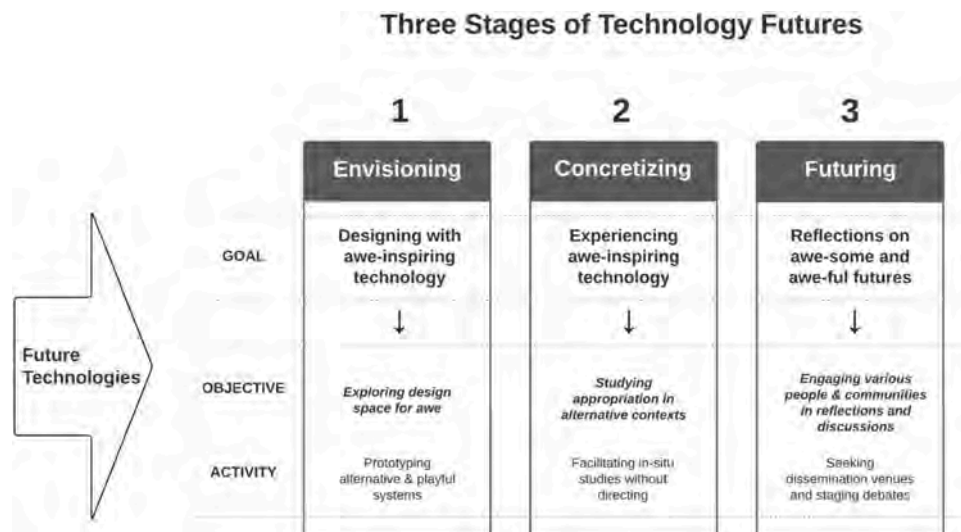 Three Stages of Technology Futures
1
2
3
Envisioning
Concretizing
Futuring
GOAL
Designing with
awe-inspiring
technology
Experiencing
awe-inspiring
technology
Reflections on
awe-some and
awe-ful futures
↓
↓
↓
Future
Technologies
OBJECTIVE
Exploring design
space for awe
Studying
appropriation in
alternative contexts
Engaging various
people & communities
in reflections and
discussions
ACTIVITY
Prototyping
alternative & playful
systems
Facilitating in-situ
studies without
directing
Seeking
dissemination venues
and staging debates